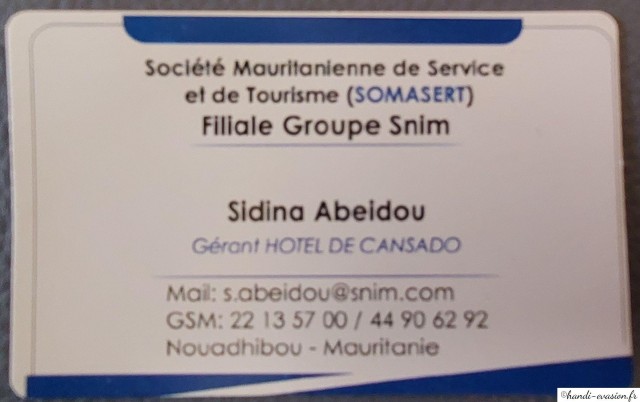 Société Mauritanienne de Service
et de Tourisme (SOMASERT)
Filiale Groupe Snim
Sidina Abeidou
Gérant HOTEL DE CANSADO
Mail: s.abeidou@snim.com
GSM: 22 13 57 00 / 44 90 62 92
Nouadhibou - Mauritanie
©handi-evasion.fr